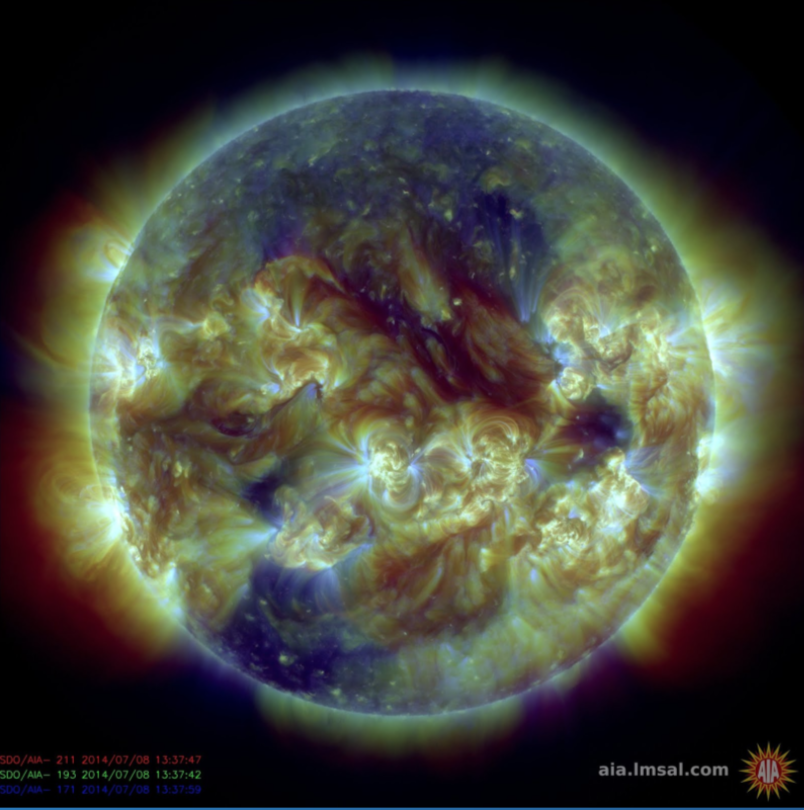 SDO/AIA- 211 2014/07/08 13:37:47
SDO/AIA- 193 2014/07/08 13:37:42
SDO/AIA- 171 2014/07/08 13:37:59
aia.lmsal.com
AIA